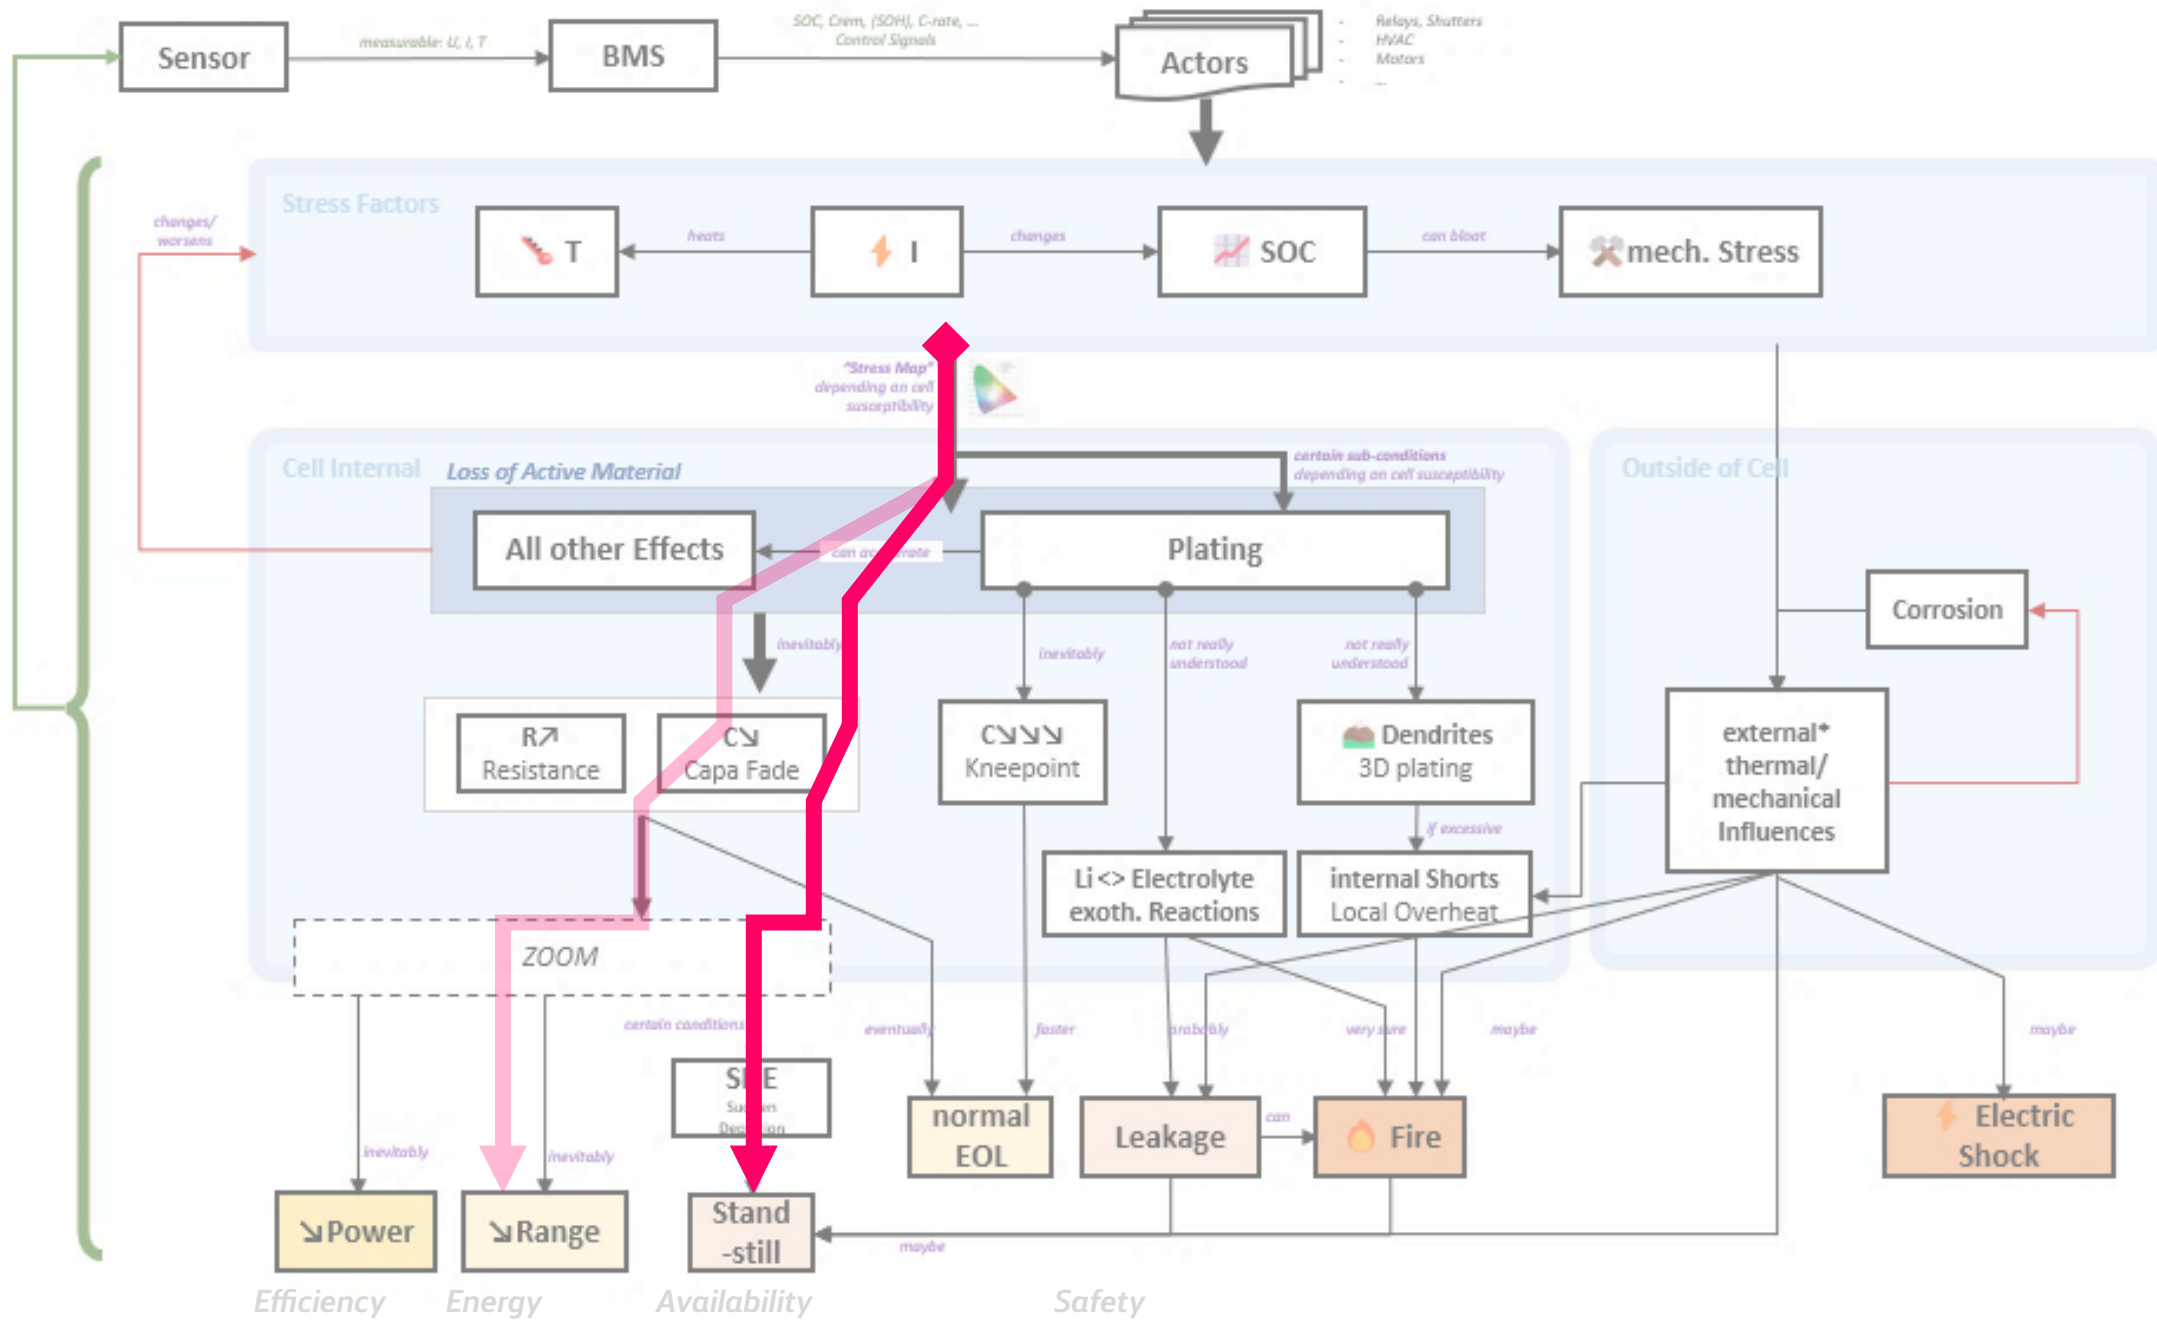 Sensor
measurable: U, I, T
BMS
SOC, Crem, (SOH), C-rate, ...
Control Signals
Actors
- Relays, Shutters
- HVAC
- Motors
- ...
Stress Factors
changes/
worsens
T
heats
I
changes
SOC
can bloat
mech. Stress
"Stress Map"
depending on cell
susceptibility
Cell Internal
Loss of Active Material
certain sub-conditions
depending on cell susceptibility
Outside of Cell
All other Effects
can accelerate
Plating
Corrosion
inevitably
inevitably
not really
understood
not really
understood
R↗
Resistance
C↘
Capa Fade
C↘↘↘
Kneepoint
Dendrites
3D plating
external*
thermal/
mechanical
Influences
if excessive
Li <> Electrolyte
exoth. Reactions
internal Shorts
Local Overheat
ZOOM
certain conditions
eventually
faster
probably
very sure
maybe
maybe
inevitably
inevitably
normal
EOL
Leakage
can
Fire
Electric
Shock
↘Power
↘Range
Stand
-still
maybe
Efficiency
Energy
Availability
Safety